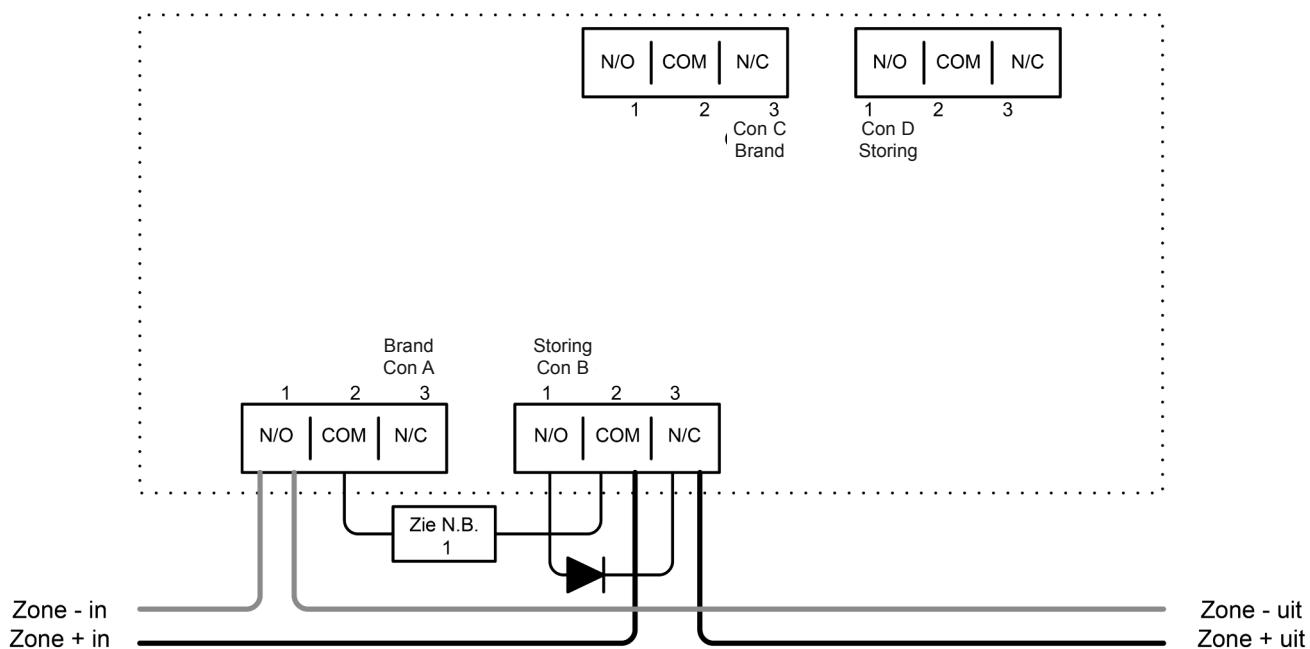 N/O COM N/C
1 2 3
Con C
Brand
N/O COM N/C
1 2 3
Con D
Storing
Brand
Con A
1 2 3
N/O COM N/C
Storing
Con B
1 2 3
N/O COM N/C
Zie N.B.
1
Zone - in
Zone + in
Zone - uit
Zone + uit